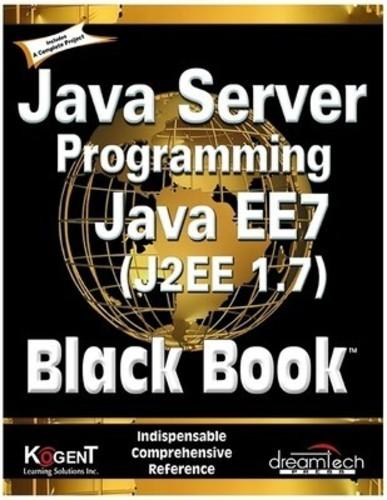 Includes
A Complete Project
Java Server
Programming
Java EE7
(J2EE 1.7)
Black Book™
KOGENT
Learning Solutions Inc.
Indispensable
Comprehensive
Reference
dreamtech
PRESS